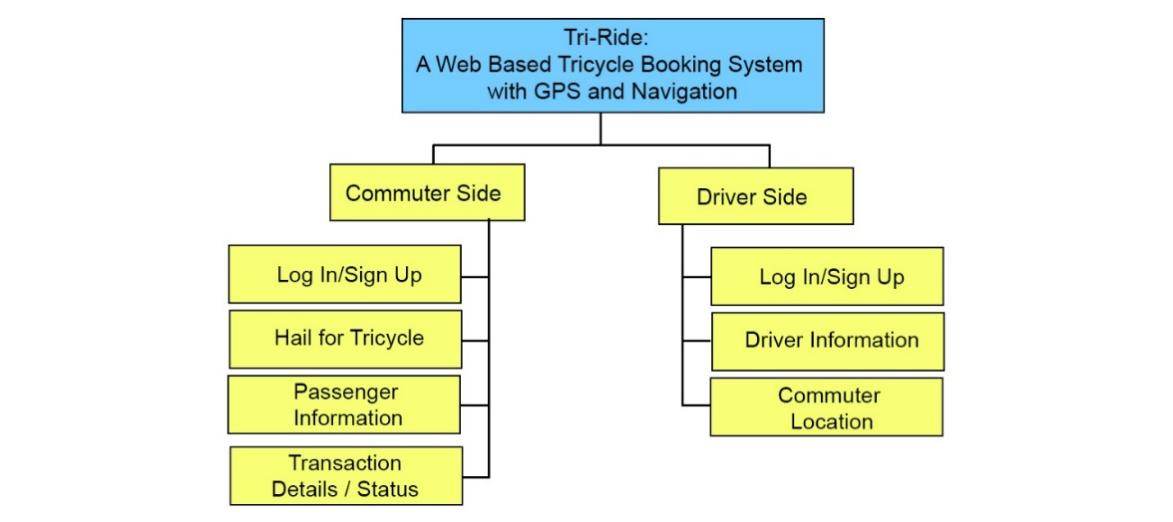 Tri-Ride:
A Web Based Tricycle Booking System
with GPS and Navigation
Commuter Side
Log In/Sign Up
Hail for Tricycle
Passenger
Information
Transaction
Details / Status
Driver Side
Log In/Sign Up
Driver Information
Commuter
Location